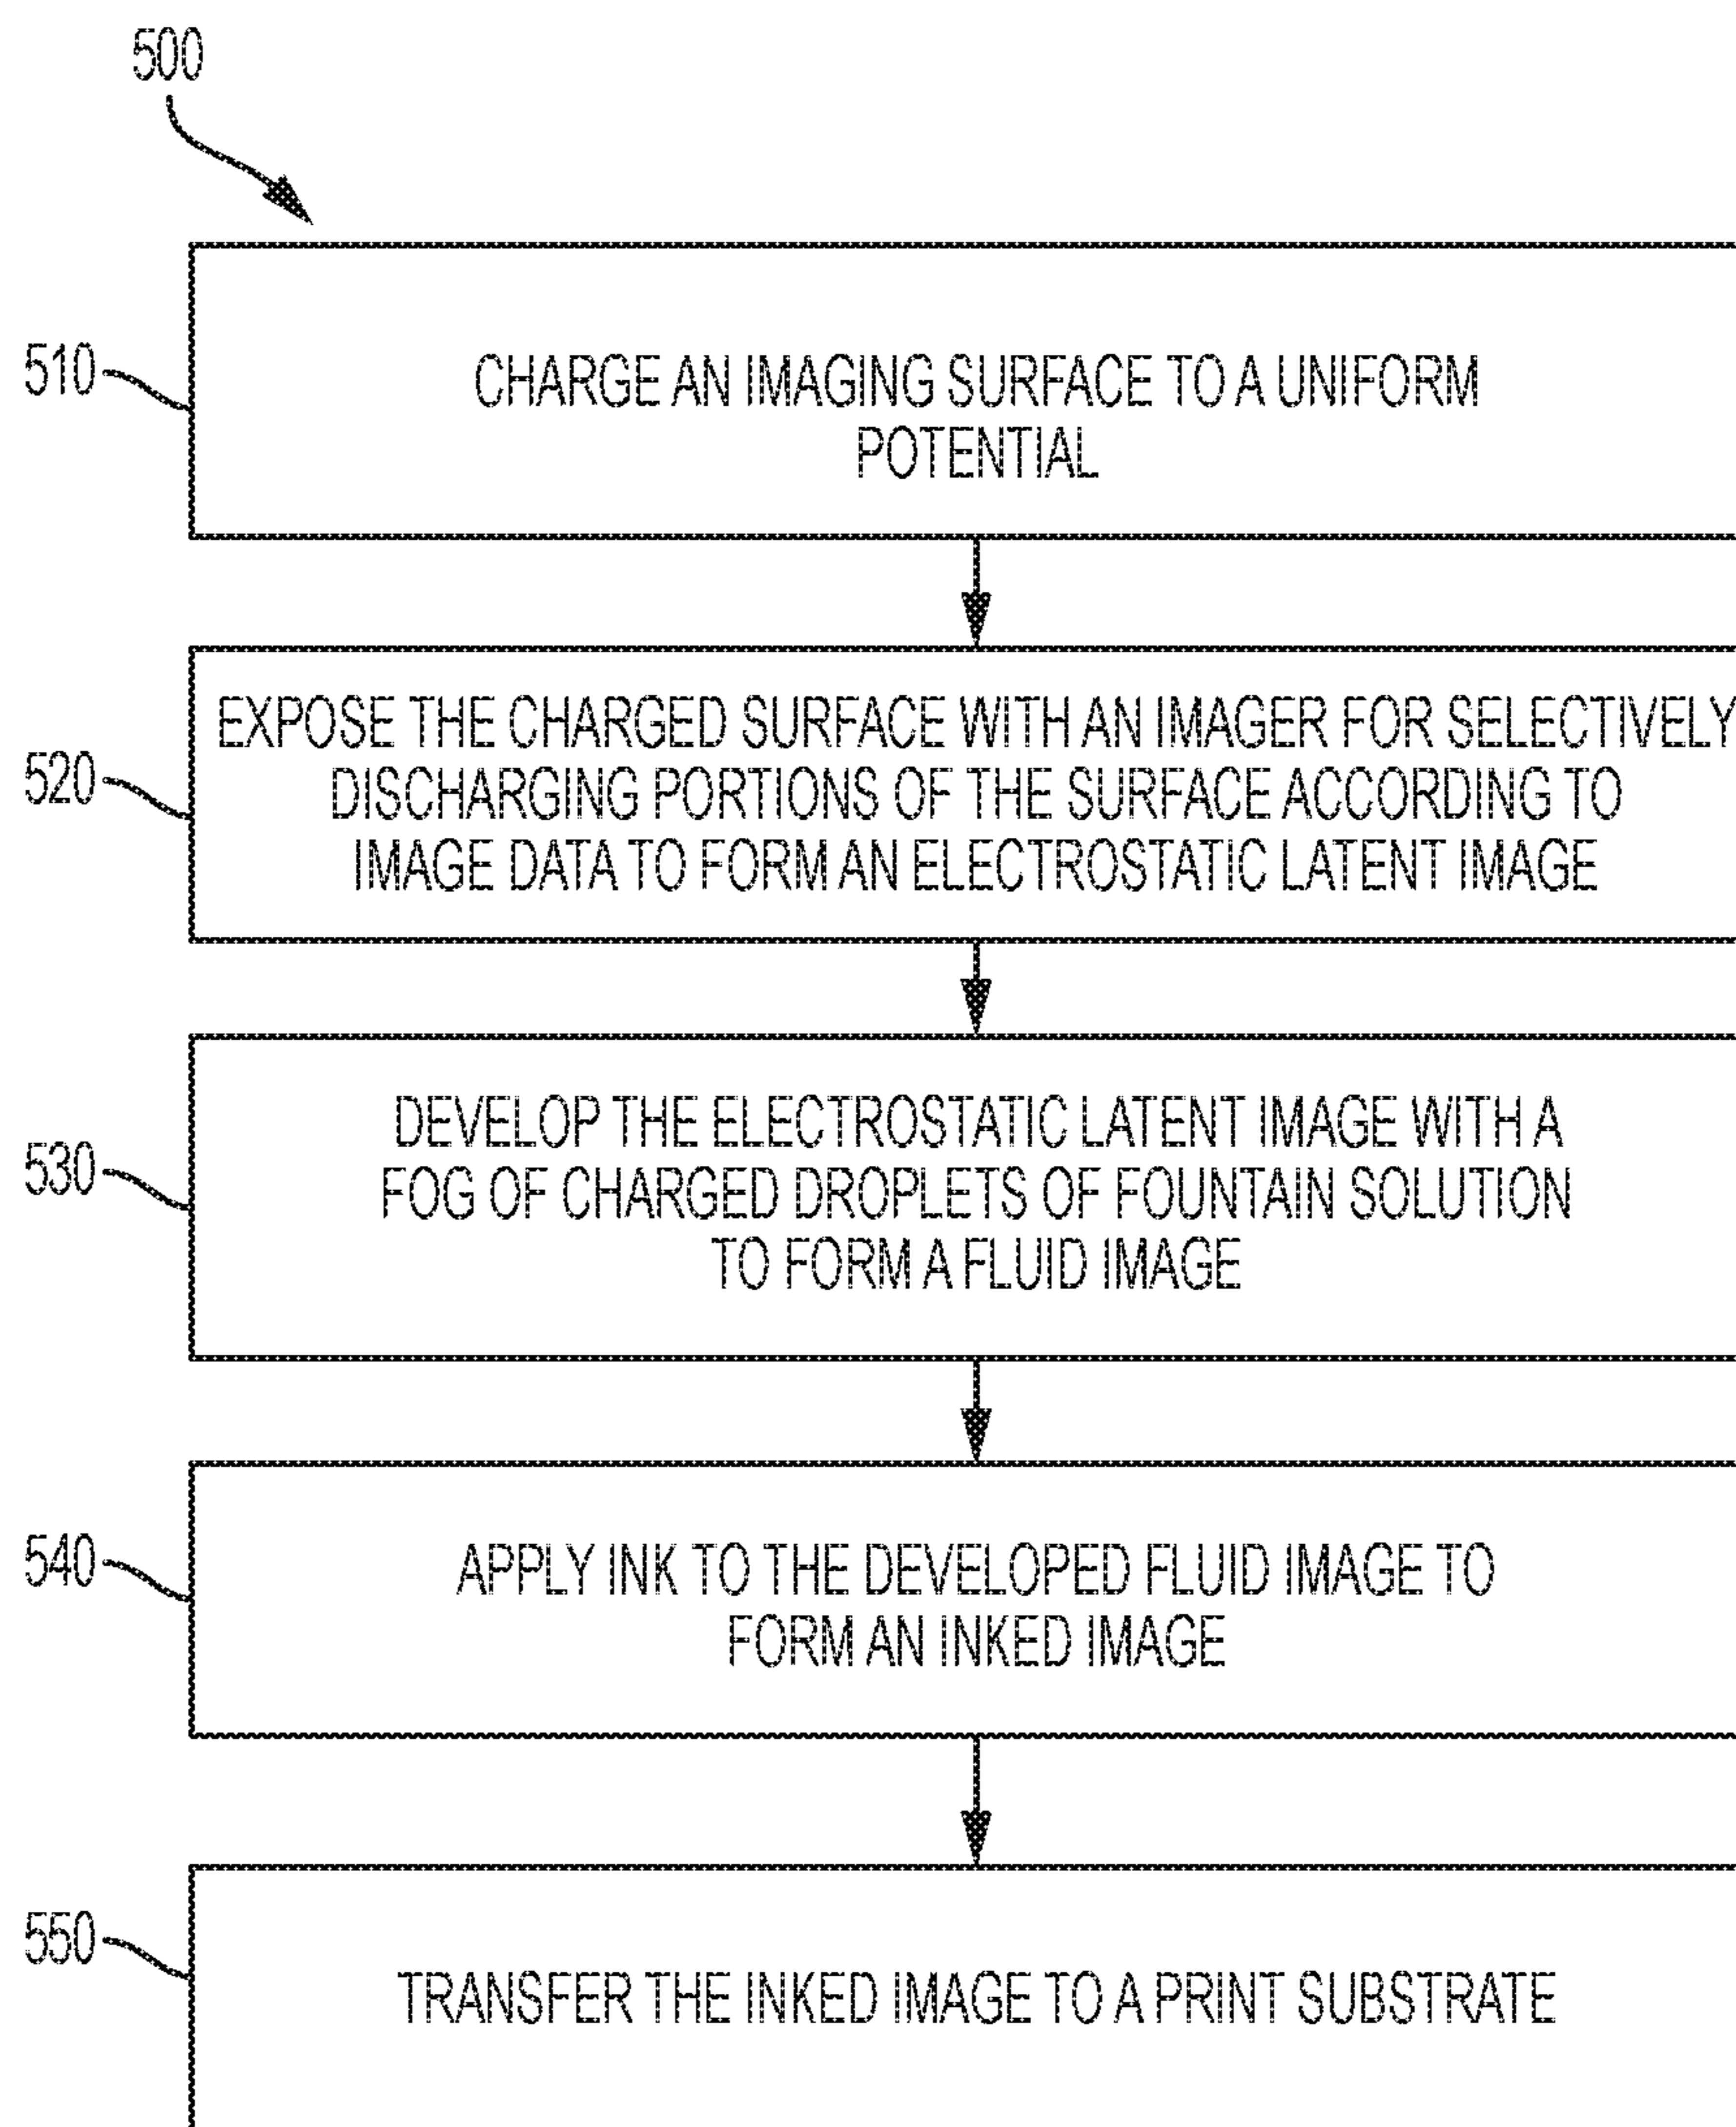 500
510
CHARGE AN IMAGING SURFACE TO A UNIFORM
POTENTIAL
520
EXPOSE THE CHARGED SURFACE WITH AN IMAGER FOR SELECTIVELY
DISCHARGING PORTIONS OF THE SURFACE ACCORDING TO
IMAGE DATA TO FORM AN ELECTROSTATIC LATENT IMAGE
530
DEVELOP THE ELECTROSTATIC LATENT IMAGE WITH A
FOG OF CHARGED DROPLETS OF FOUNTAIN SOLUTION
TO FORM A FLUID IMAGE
540
APPLY INK TO THE DEVELOPED FLUID IMAGE TO
FORM AN INKED IMAGE
550
TRANSFER THE INKED IMAGE TO A PRINT SUBSTRATE